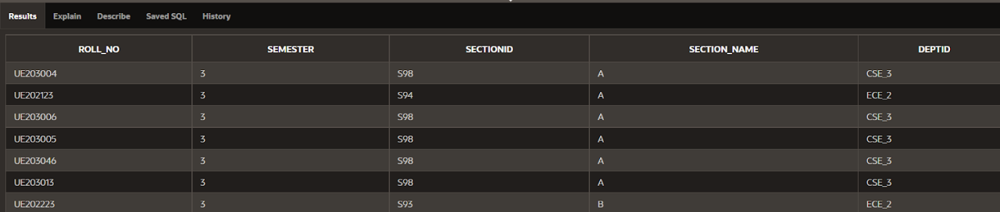 Results Explain Describe Saved SQL History
ROLL_NO SEMESTER SECTIONID SECTION_NAME DEPTID
UE203004 3 S98 A CSE_3
UE202123 3 S94 A ECE_2
UE203006 3 S98 A CSE_3
UE203005 3 S98 A CSE_3
UE203046 3 S98 A CSE_3
UE203013 3 S98 A CSE_3
UE202223 3 S93 B ECE_2